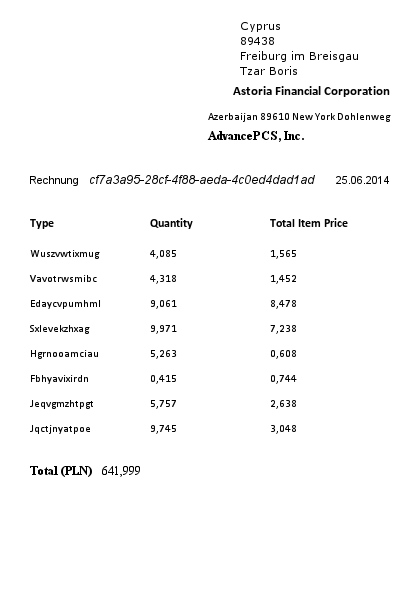 Cyprus
89438
Freiburg im Breisgau
Tzar Boris
Astoria Financial Corporation
Azerbaijan 89610 New York Dohlenweg
AdvancePCS, Inc.
Rechnung cf7a3a95-28cf-4f88-aeda-4c0ed4dad1ad 25.06.2014
Type Quantity Total Item Price
Wuszvwtixmug 4,085 1,565
Vavotrwsmibc 4,318 1,452
Edaycvpumhml 9,061 8,478
Sxlevekzhxag 9,971 7,238
Hgrnooamciau 5,263 0,608
Fbhyavixirdn 0,415 0,744
Jeqvgmzhtpgt 5,757 2,638
Jqctjnyatpoe 9,745 3,048
Total (PLN) 641,999